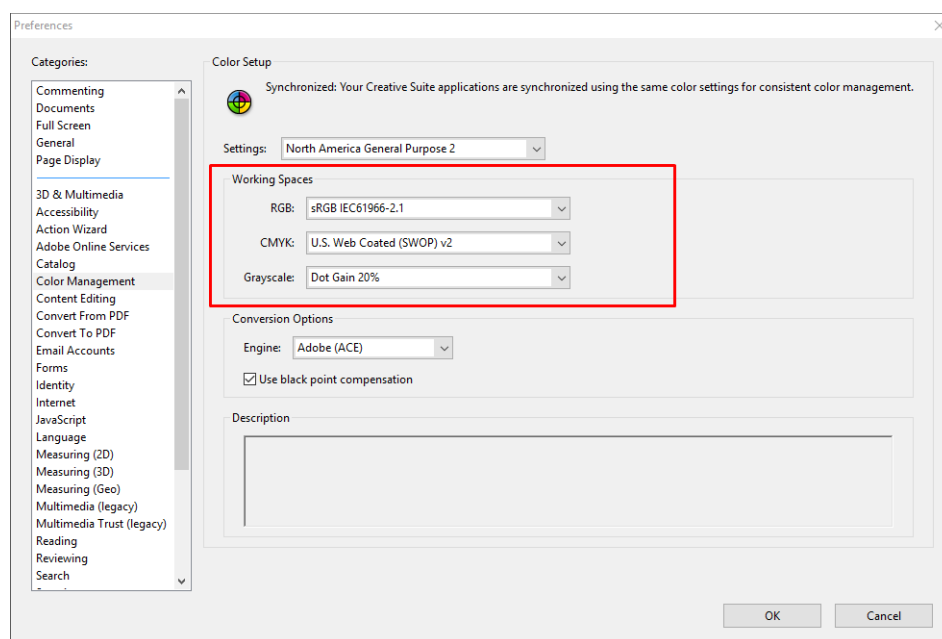 Preferences
Categories:
Commenting
Documents
Full Screen
General
Page Display
3D & Multimedia
Accessibility
Action Wizard
Adobe Online Services
Catalog
Color Management
Content Editing
Convert From PDF
Convert To PDF
Email Accounts
Forms
Identity
Internet
JavaScript
Language
Measuring (2D)
Measuring (3D)
Measuring (Geo)
Multimedia (legacy)
Multimedia Trust (legacy)
Reading
Reviewing
Search
Color Setup
Synchronized: Your Creative Suite applications are synchronized using the same color settings for consistent color management.
Settings: North America General Purpose 2
Working Spaces
RGB: sRGB IEC61966-2.1
CMYK: U.S. Web Coated (SWOP) v2
Grayscale: Dot Gain 20%
Conversion Options
Engine: Adobe (ACE)
Use black point compensation
Description
OK Cancel